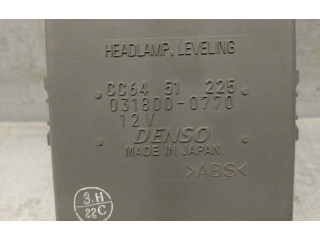 HEADLAMP. LEVELING
CC64 51 225
031800-0770
12V
DENSO
MADE IN JAPAN
>ABS<
3.H
22C